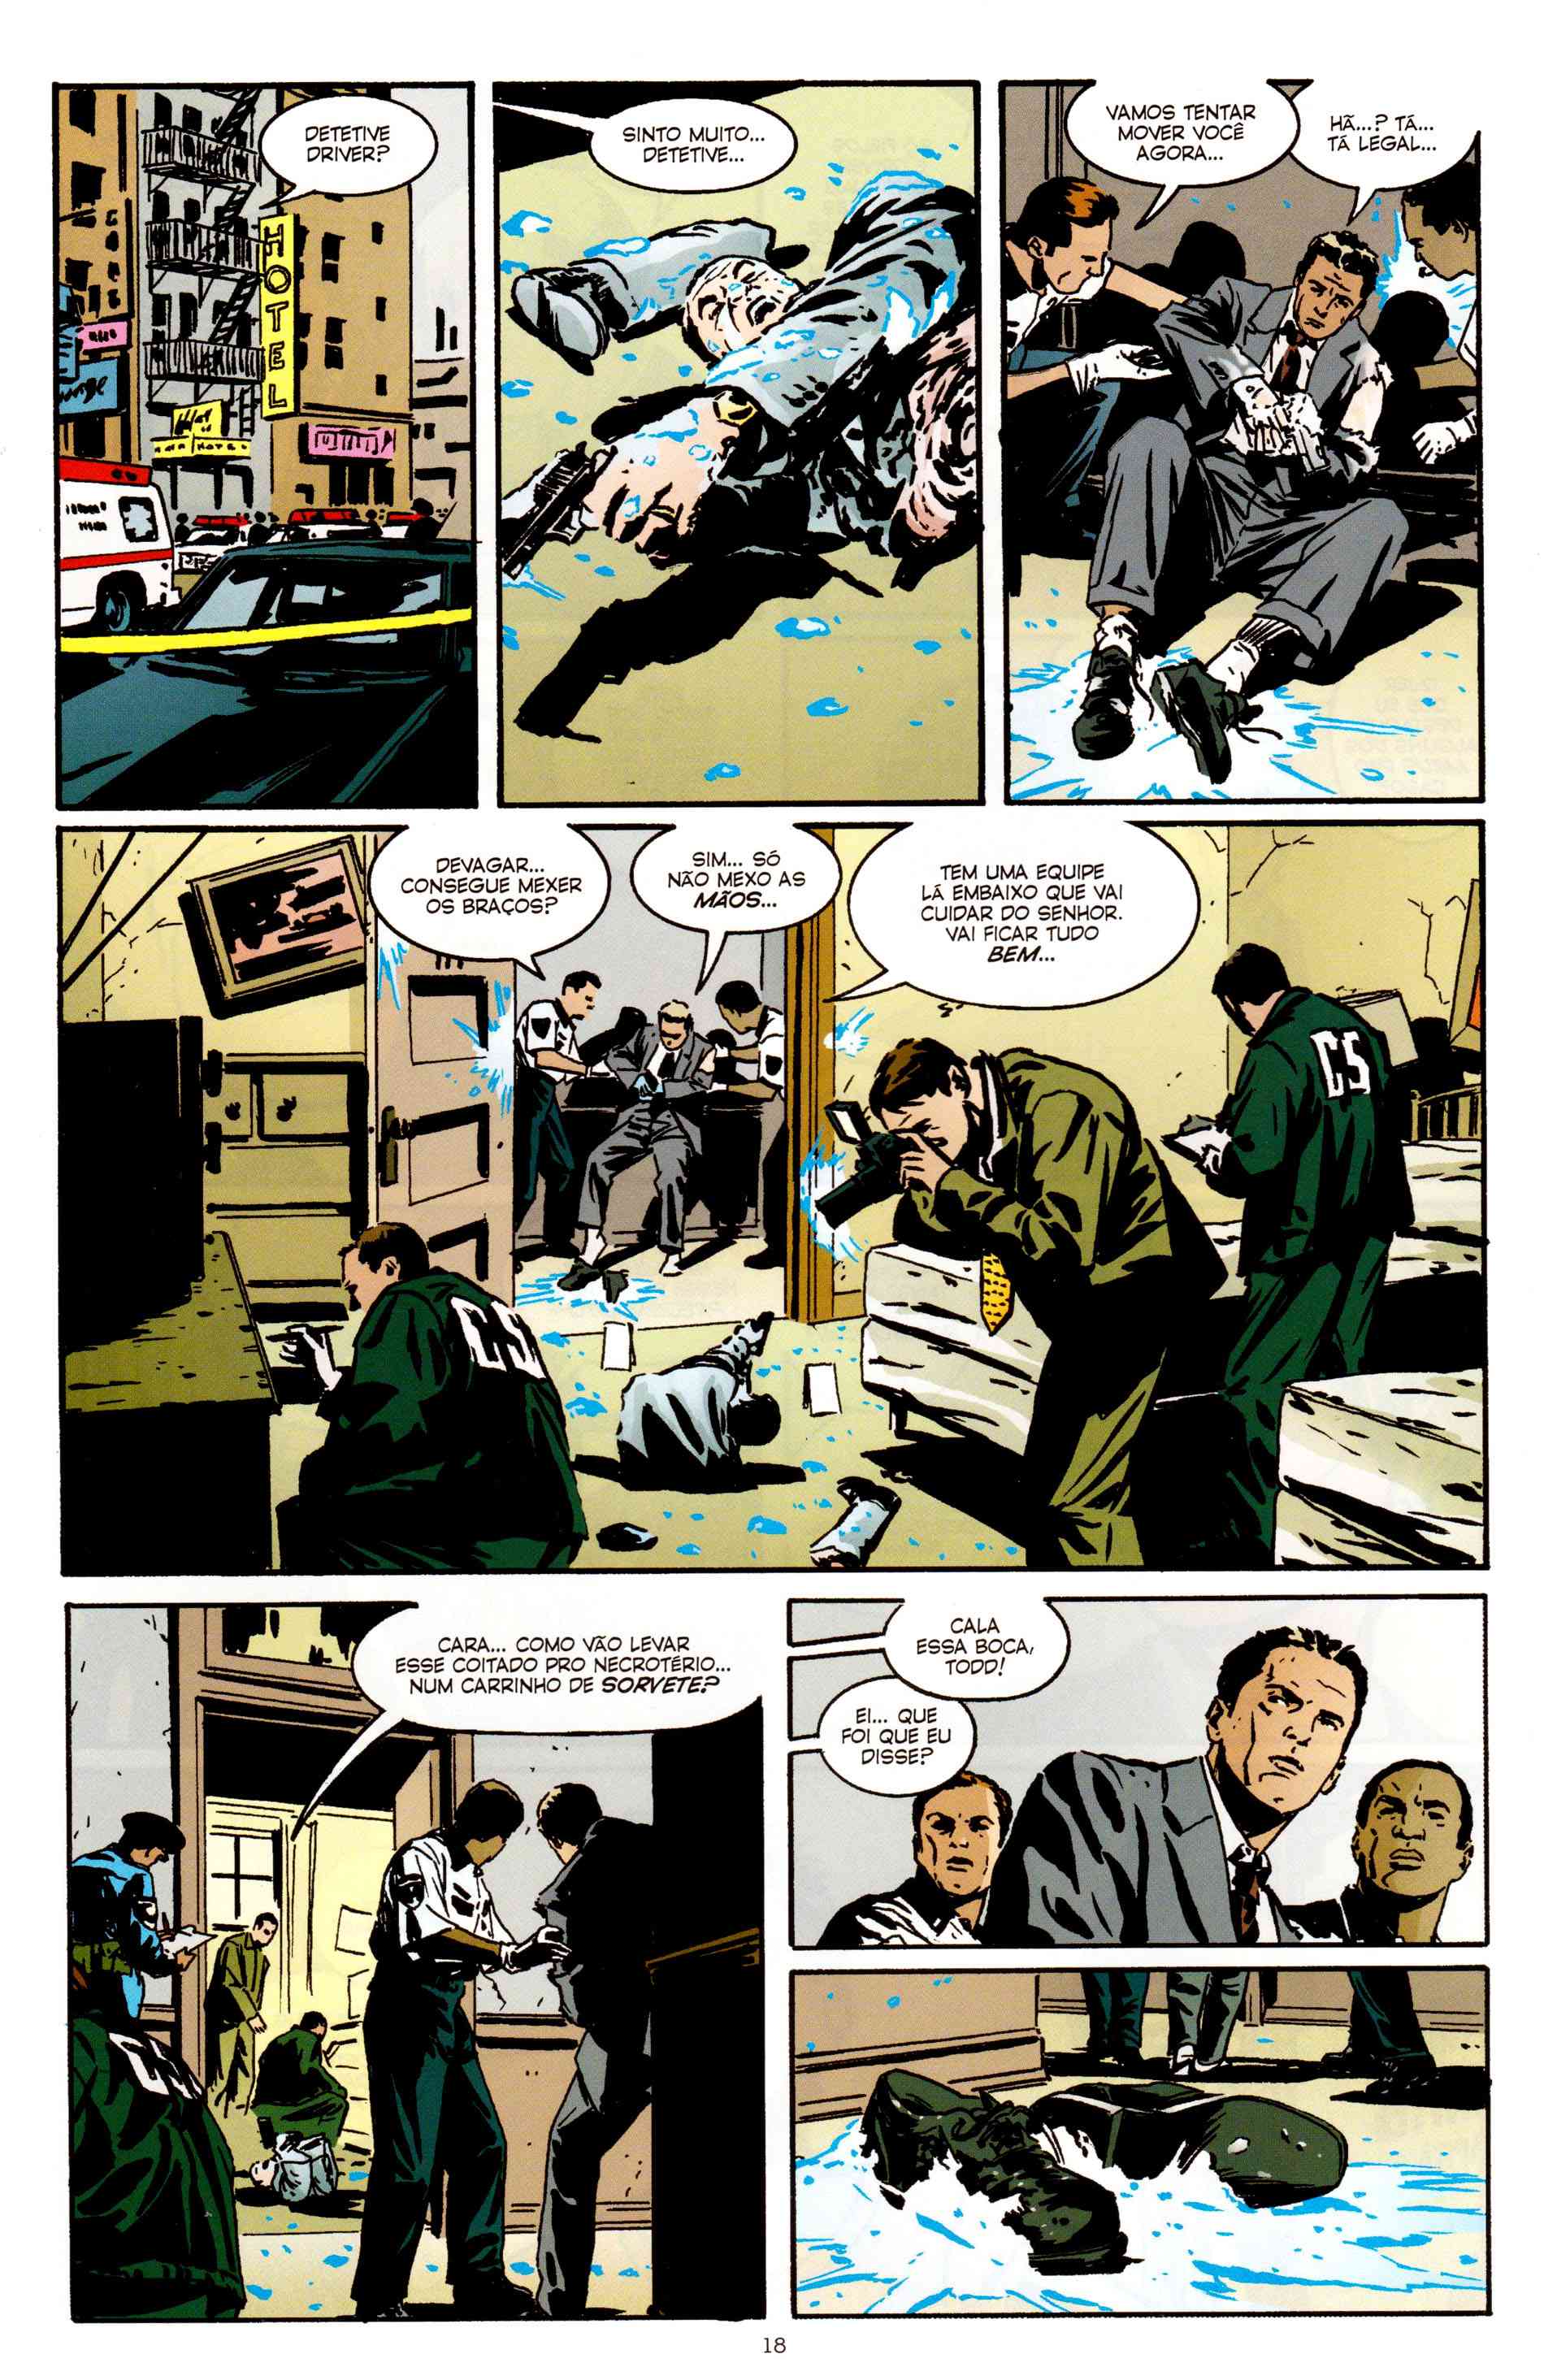 DETETIVE
DRIVER?
HOTEL
SINTO MUITO...
DETETIVE...
VAMOS TENTAR
MOVER VOCÊ
AGORA...
HÃ...? TÁ...
TÁ LEGAL...
DEVAGAR...
CONSEGUE MEXER
OS BRAÇOS?
SIM... SÓ
NÃO MEXO AS
MÃOS...
TEM UMA EQUIPE
LÁ EMBAIXO QUE VAI
CUIDAR DO SENHOR.
VAI FICAR TUDO
BEM...
CS
CS
CARA... COMO VÃO LEVAR
ESSE COITADO PRO NECROTÉRIO...
NUM CARRINHO DE SORVETE?
CS
CALA
ESSA BOCA,
TODD!
EI... QUE
FOI QUE EU
DISSE?
18